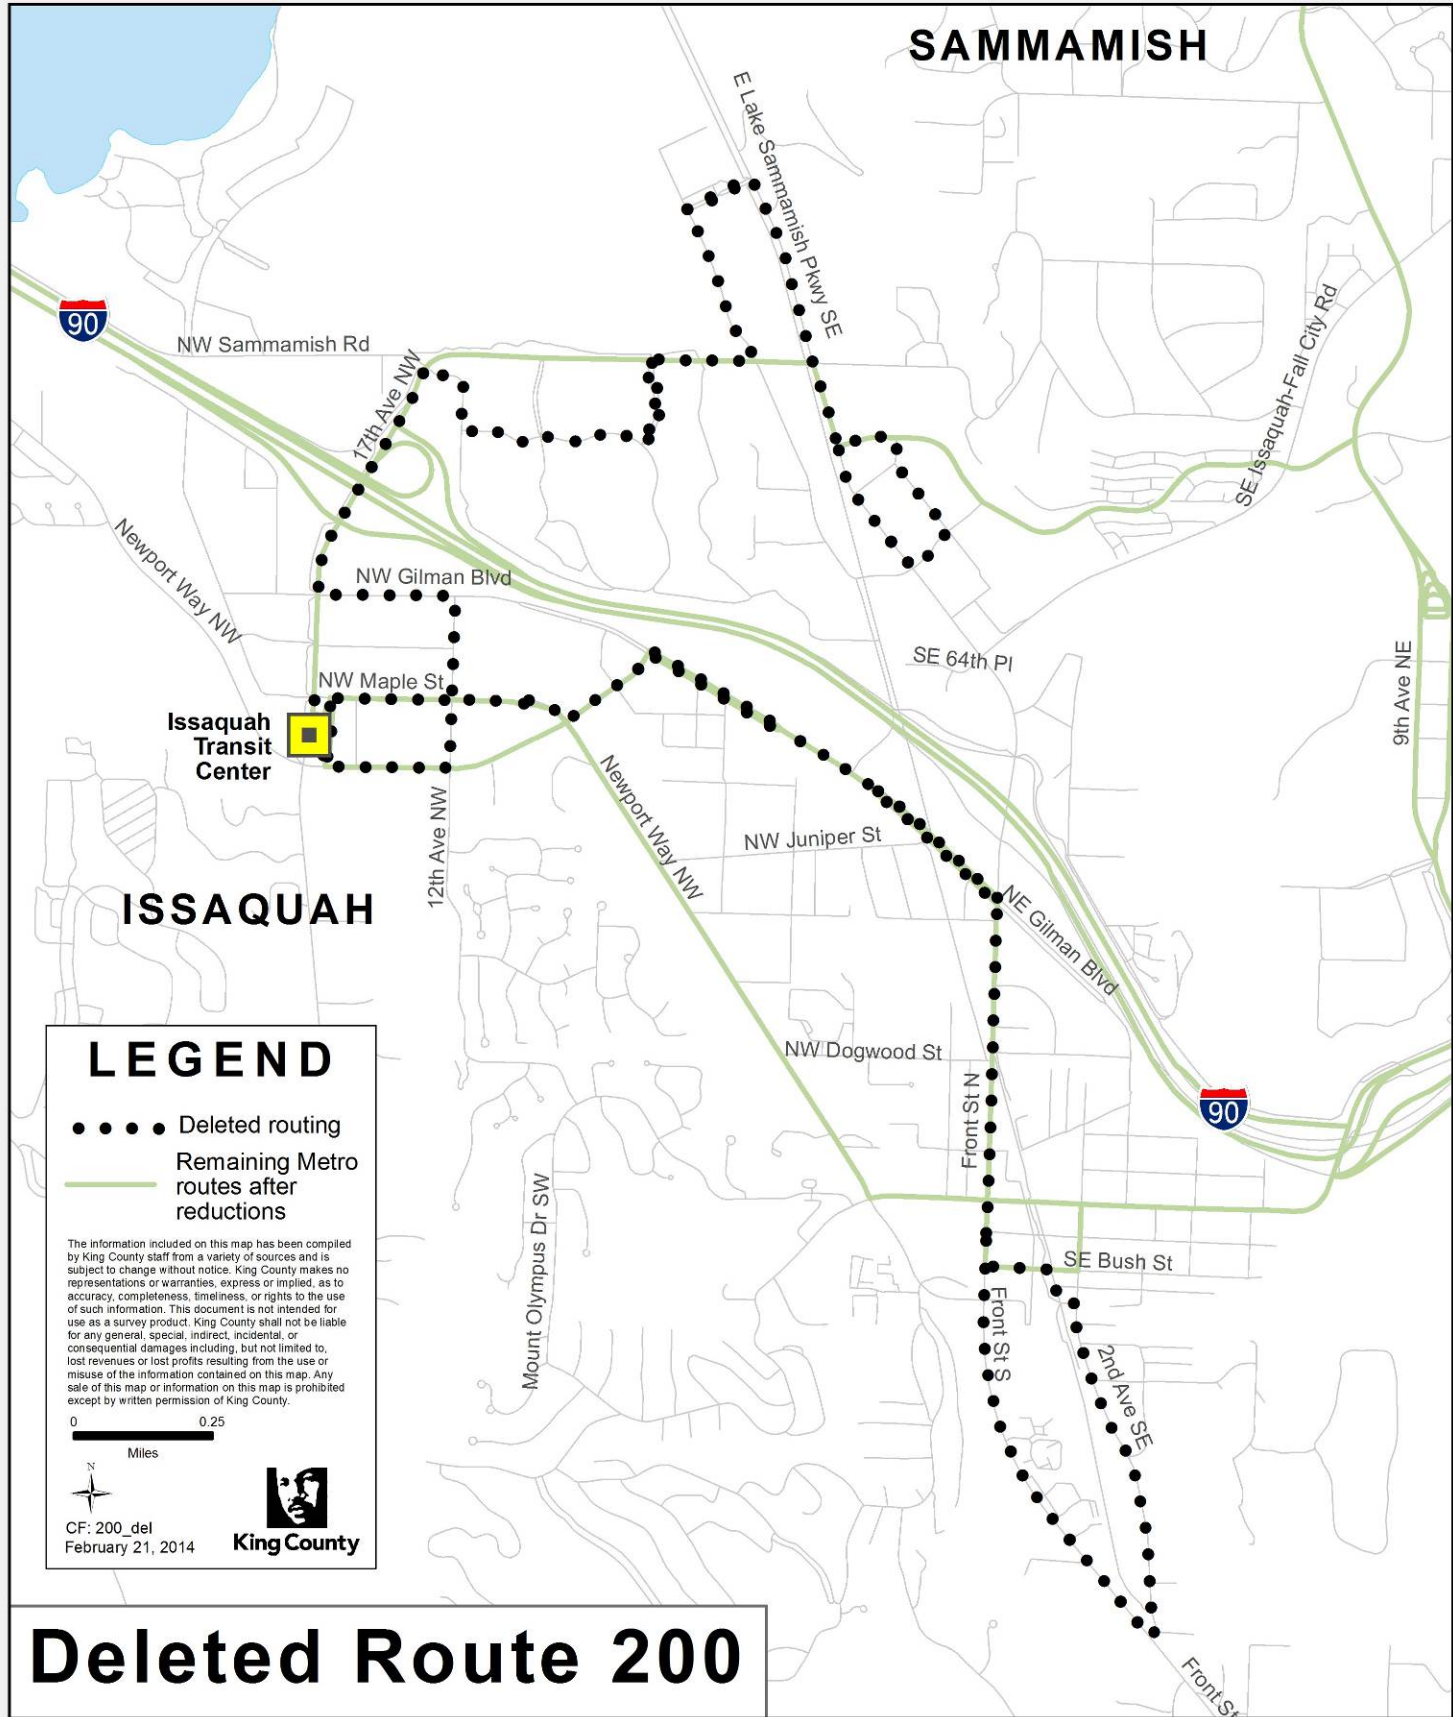 SAMMAMISH
E Lake Sammamish Pkwy SE
90
NW Sammamish Rd
17th Ave NW
SE Issaquah-Fall City Rd
Newport Way NW
NW Gilman Blvd
SE 64th Pl
9th Ave NE
NW Maple St
Issaquah
Transit
Center
Newport Way NW
12th Ave NW
NW Juniper St
ISSAQUAH
NE Gilman Blvd
NW Dogwood St
Front St N
90
Mount Olympus Dr SW
SE Bush St
Front St S
2nd Ave SE
Front St
LEGEND
Deleted routing
Remaining Metro
routes after
reductions
The information included on this map has been compiled
by King County staff from a variety of sources and is
subject to change without notice. King County makes no
representations or warranties, express or implied, as to
accuracy, completeness, timeliness, or rights to the use
of such information. This document is not intended for
use as a survey product. King County shall not be liable
for any general, special, indirect, incidental, or
consequential damages including, but not limited to,
lost revenues or lost profits resulting from the use or
misuse of the information contained on this map. Any
sale of this map or information on this map is prohibited
except by written permission of King County.
0 0.25
Miles
N
CF: 200_del
February 21, 2014
King County
Deleted Route 200